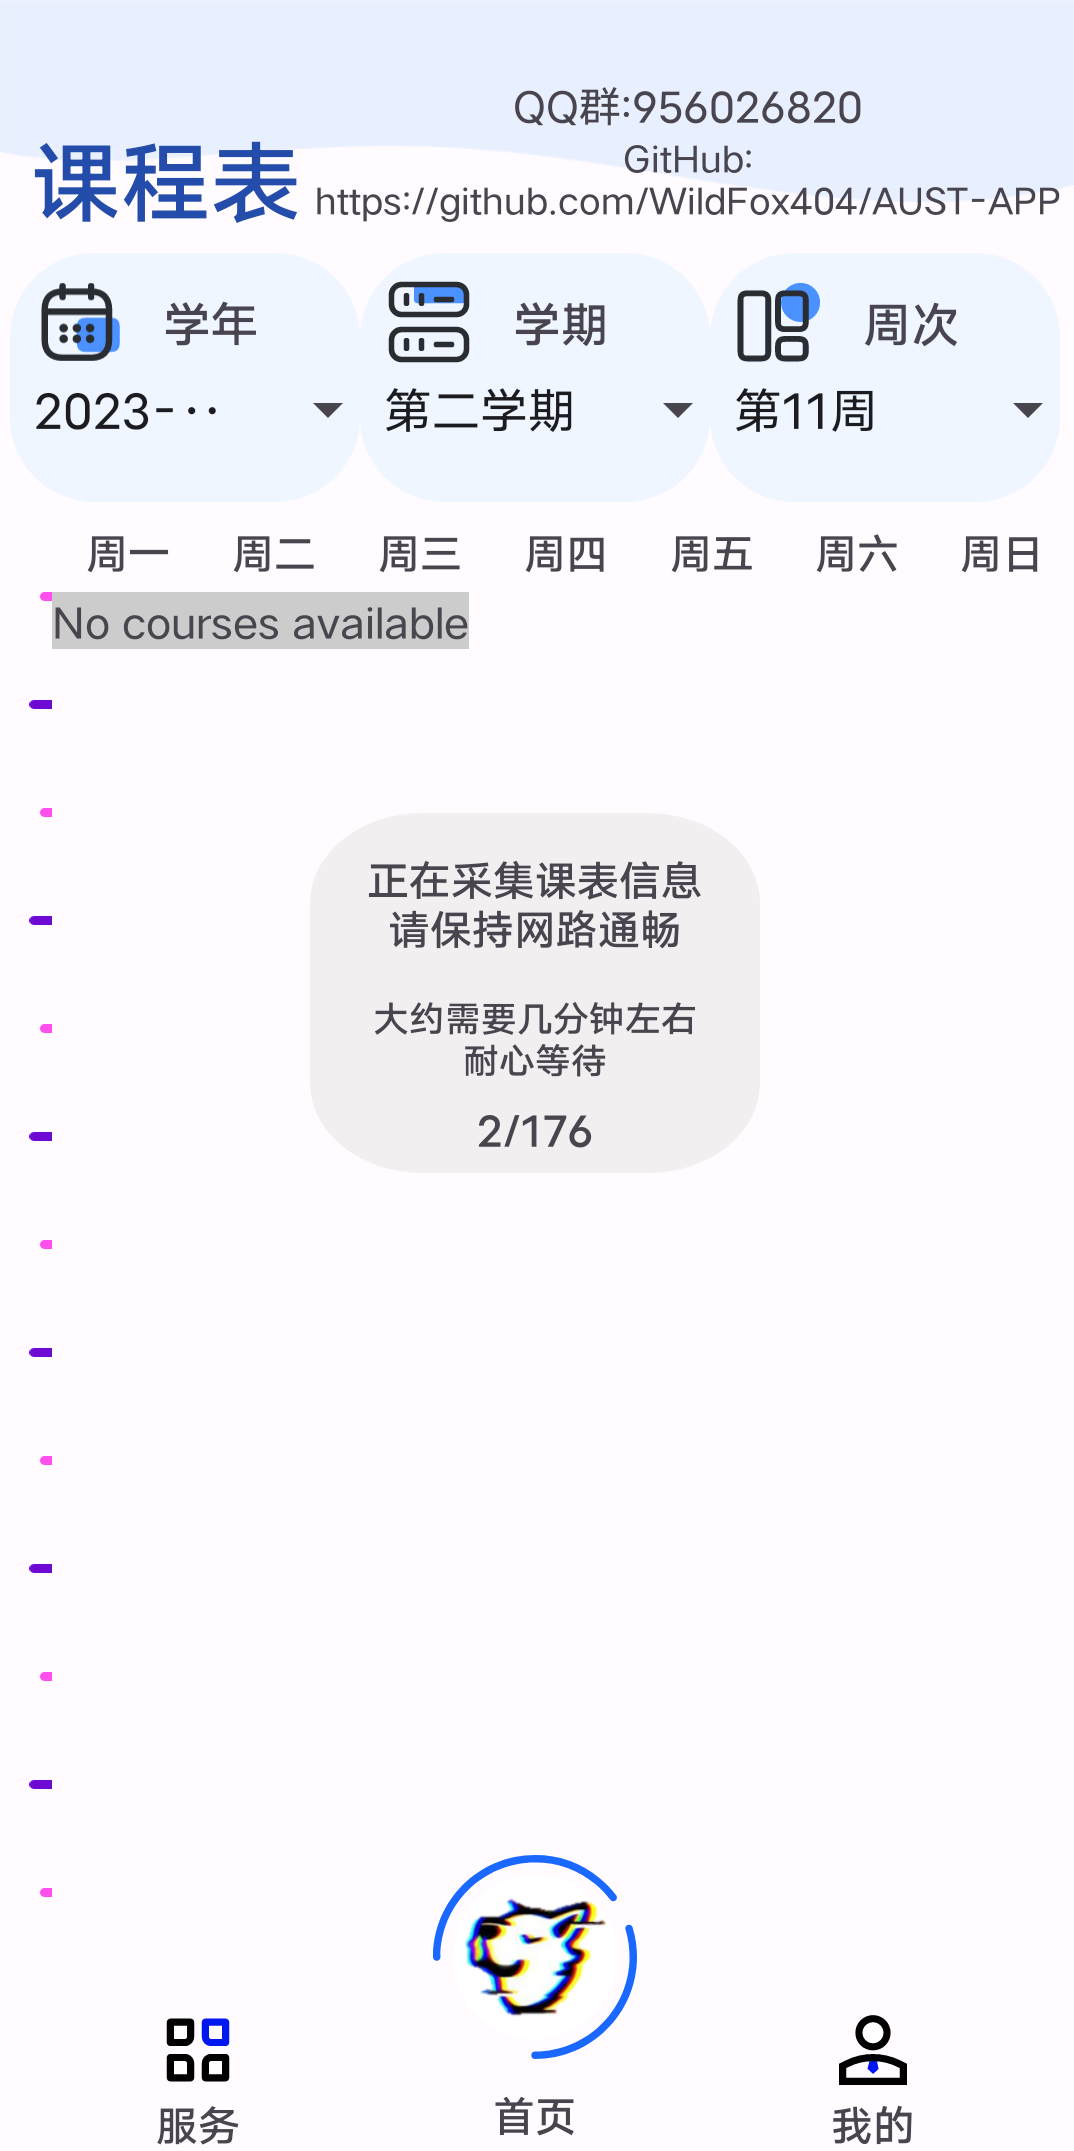 QQ群:956026820
GitHub:
课程表 https://github.com/WildFox404/AUST-APP
学年 学期 周次
2023-·· 第二学期 第11周
周一 周二 周三 周四 周五 周六 周日
No courses available
正在采集课表信息
请保持网路通畅
大约需要几分钟左右
耐心等待
2/176
服务 首页 我的